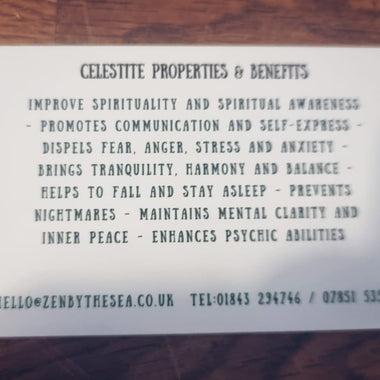 CELESTITE PROPERTIES & BENEFITS
IMPROVE SPIRITUALITY AND SPIRITUAL AWARENESS
- PROMOTES COMMUNICATION AND SELF-EXPRESS -
DISPELS FEAR, ANGER, STRESS AND ANXIETY -
BRINGS TRANQUILITY, HARMONY AND BALANCE -
HELPS TO FALL AND STAY ASLEEP - PREVENTS
NIGHTMARES - MAINTAINS MENTAL CLARITY AND
INNER PEACE - ENHANCES PSYCHIC ABILITIES
HELLO@ZENBYTHESEA.CO.UK TEL:01843 294746 / 07851 535